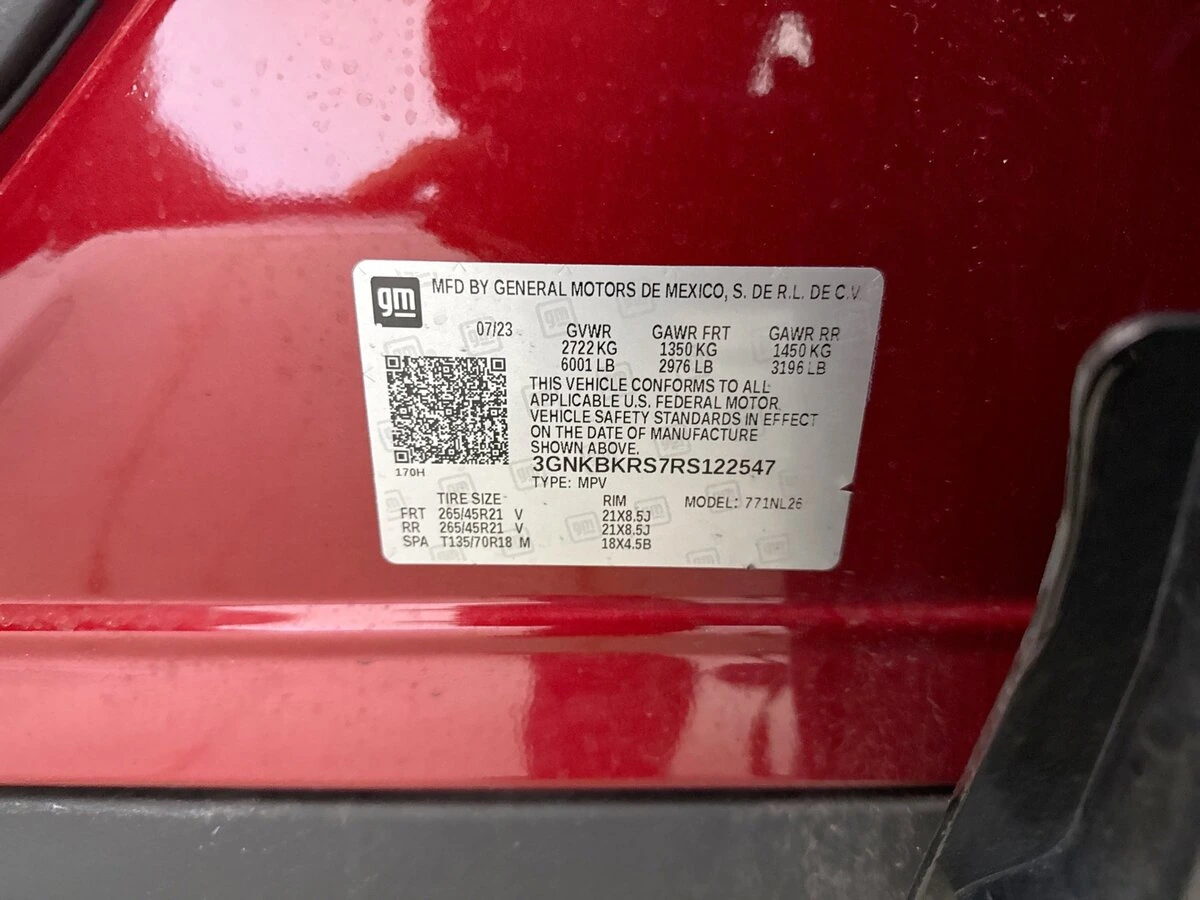 gm
MFD BY GENERAL MOTORS DE MEXICO, S. DE R.L. DE C.V
07/23 GVWR GAWR FRT GAWR RR
2722 KG 1350 KG 1450 KG
6001 LB 2976 LB 3196 LB
THIS VEHICLE CONFORMS TO ALL
APPLICABLE U.S. FEDERAL MOTOR
VEHICLE SAFETY STANDARDS IN EFFECT
ON THE DATE OF MANUFACTURE
SHOWN ABOVE.
170H
3GNKBKRS7RS122547
TYPE: MPV
TIRE SIZE RIM MODEL: 771NL26
FRT 265/45R21 V 21X8.5J
RR 265/45R21 V 21X8.5J
SPA T135/70R18 M 18X4.5B